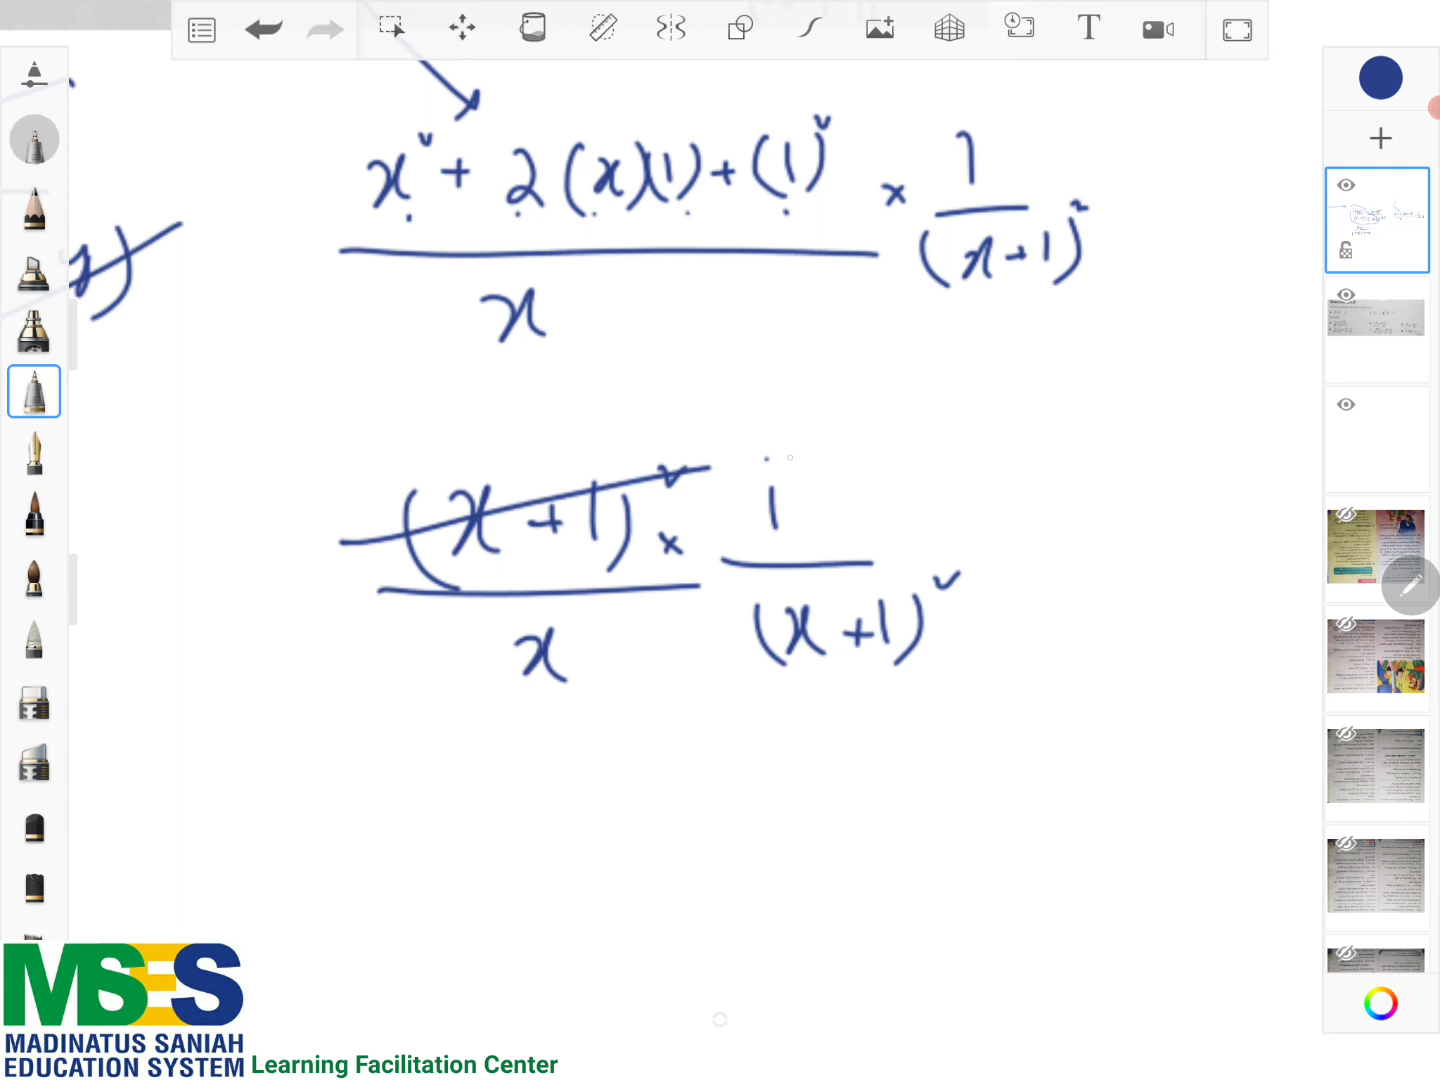 T
x² + 2(x)(1) + (1)² × 1
x (x+1)²
(x+1)² × 1
x (x+1)²
MSES
MADINATUS SANIAH
EDUCATION SYSTEM Learning Facilitation Center